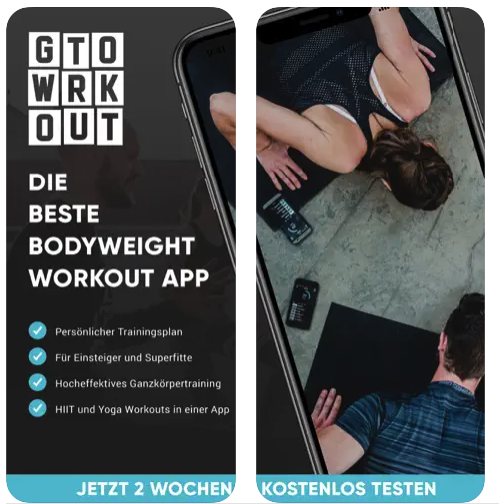 GTO
WRK
OUT
DIE
BESTE
BODYWEIGHT
WORKOUT APP
Persönlicher Trainingsplan
Für Einsteiger und Superfitte
Hocheffektives Ganzkörpertraining
HIIT und Yoga Workouts in einer App
JETZT 2 WOCHEN KOSTENLOS TESTEN